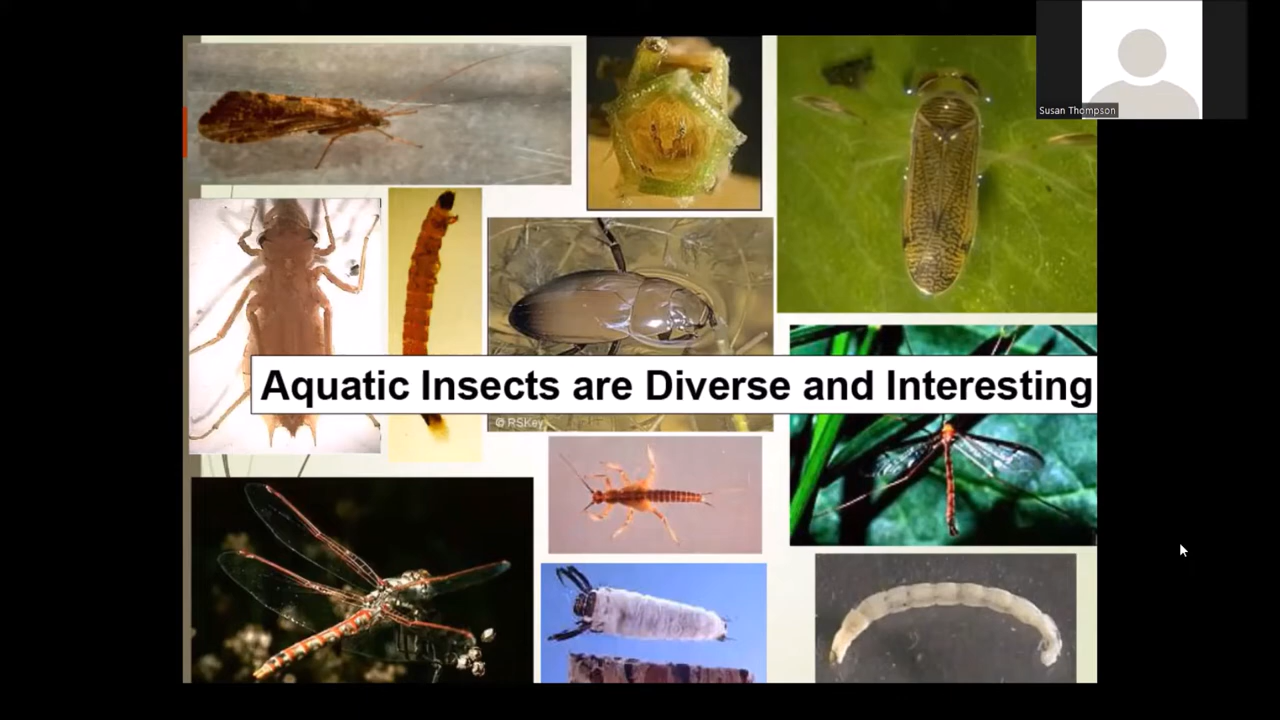 Susan Thompson
Aquatic Insects are Diverse and Interesting
© RSKey